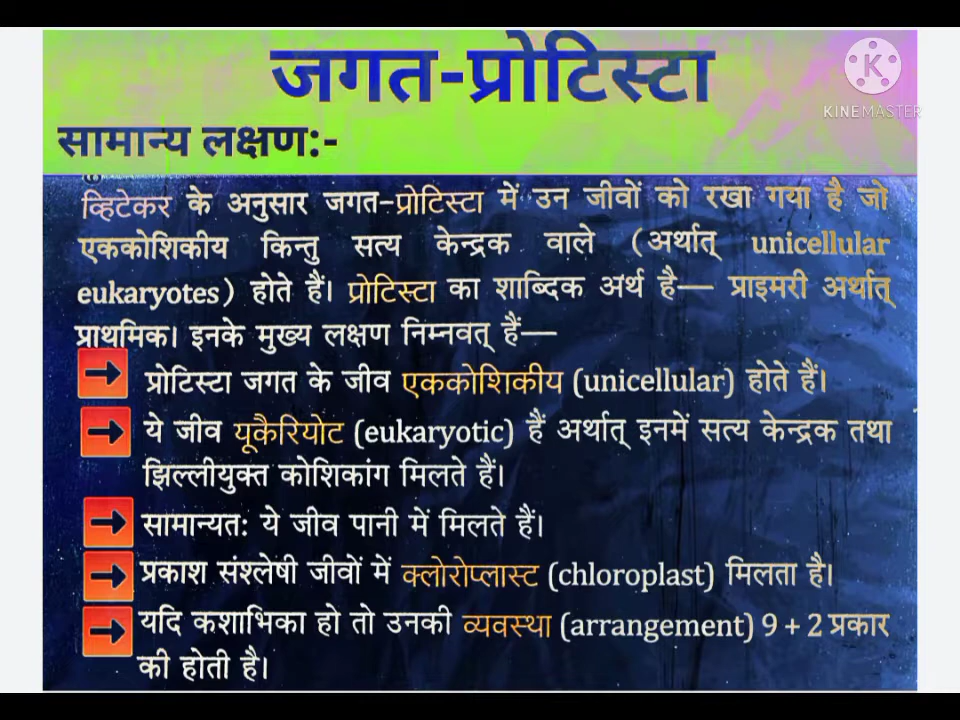 जगत-प्रोटिस्टा
K
KINEMASTER
सामान्य लक्षण:-
व्हिटेकर के अनुसार जगत-प्रोटिस्टा में उन जीवों को रखा गया है जो
एककोशिकीय किन्तु सत्य केन्द्रक वाले (अर्थात् unicellular
eukaryotes) होते हैं। प्रोटिस्टा का शाब्दिक अर्थ है— प्राइमरी अर्थात्
प्राथमिक। इनके मुख्य लक्षण निम्नवत् हैं—
प्रोटिस्टा जगत के जीव एककोशिकीय (unicellular) होते हैं।
ये जीव यूकैरियोट (eukaryotic) हैं अर्थात् इनमें सत्य केन्द्रक तथा
झिल्लीयुक्त कोशिकांग मिलते हैं।
सामान्यत: ये जीव पानी में मिलते हैं।
प्रकाश संश्लेषी जीवों में क्लोरोप्लास्ट (chloroplast) मिलता है।
यदि कशाभिका हो तो उनकी व्यवस्था (arrangement) 9 + 2 प्रकार
की होती है।